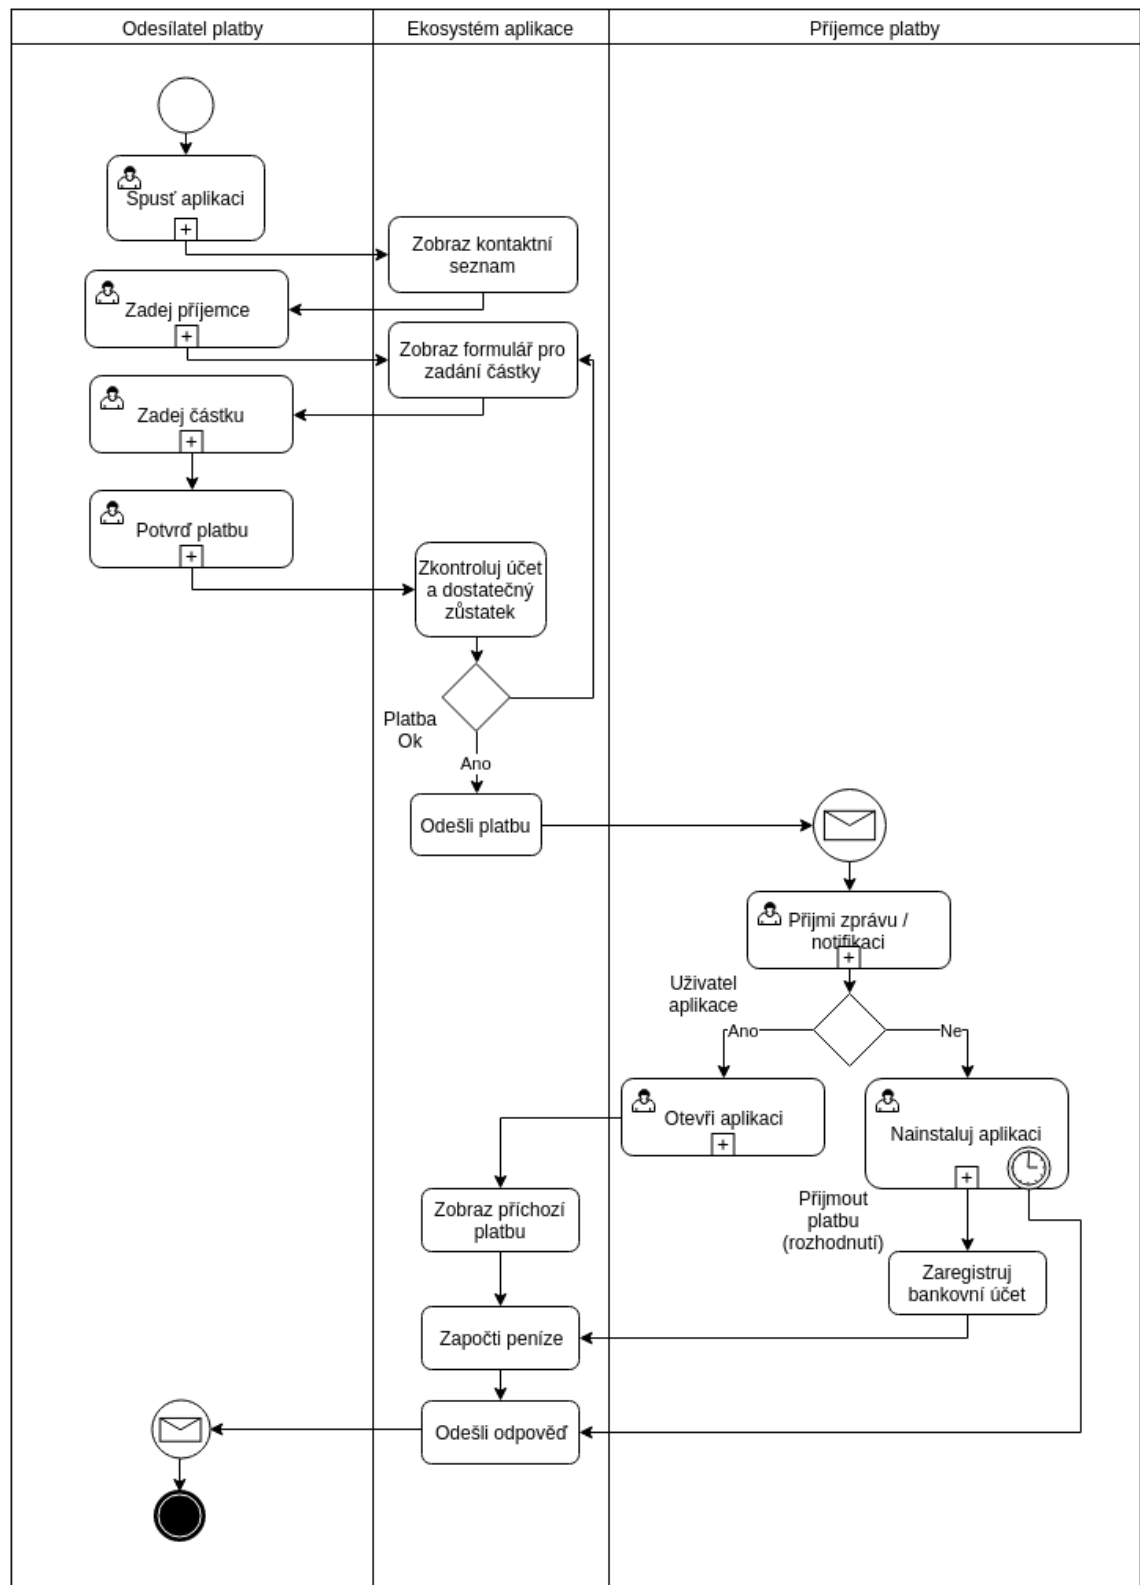 Odesílatel platby
Ekosystém aplikace
Příjemce platby
Spusť aplikaci
Zobraz kontaktní
seznam
Zadej příjemce
Zobraz formulář pro
zadání částky
Zadej částku
Potvrď platbu
Zkontroluj účet
a dostatečný
zůstatek
Platba
Ok
Ano
Odešli platbu
Přijmi zprávu /
notifikaci
Uživatel
aplikace
Ano
Ne
Otevři aplikaci
Nainstaluj aplikaci
Zobraz příchozí
platbu
Přijmout
platbu
(rozhodnutí)
Zaregistruj
bankovní účet
Započti peníze
Odešli odpověď